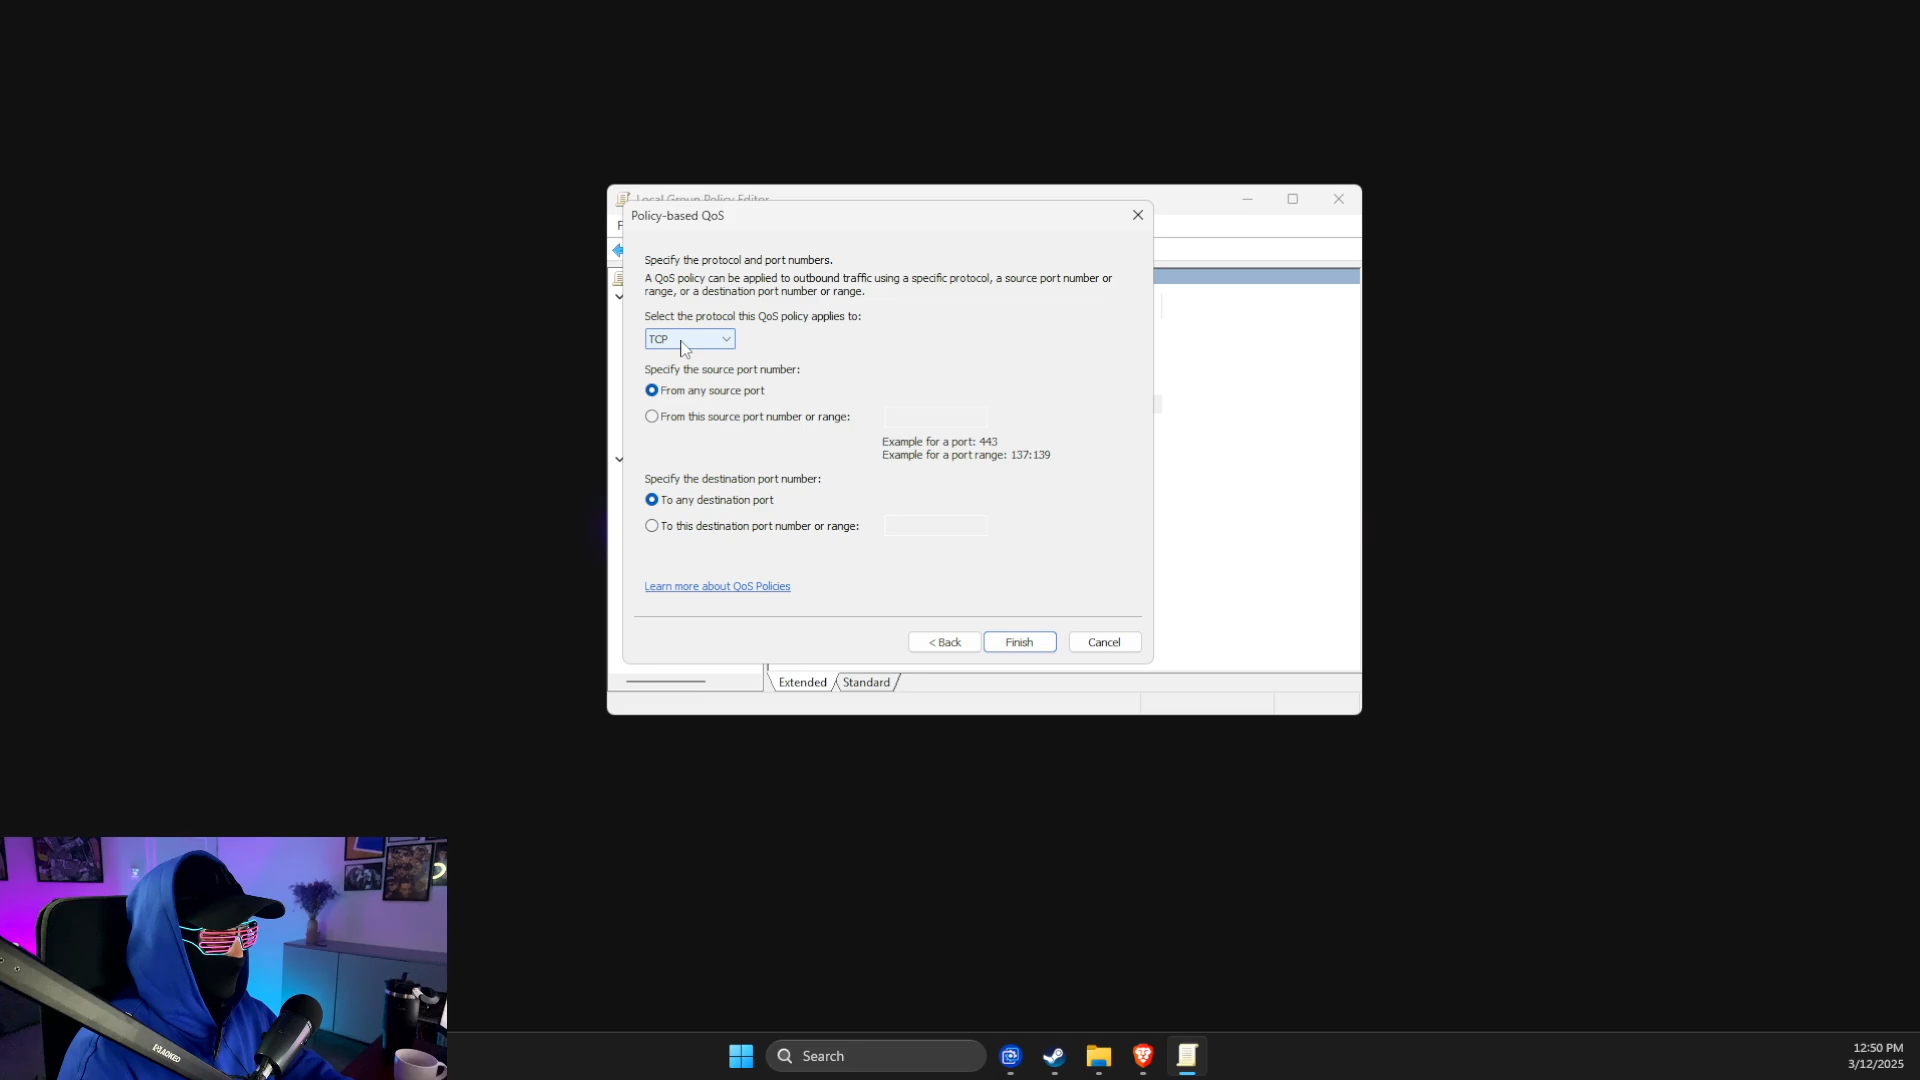 Local Group Policy Editor
Policy-based QoS
F
Specify the protocol and port numbers.
A QoS policy can be applied to outbound traffic using a specific protocol, a source port number or
range, or a destination port number or range.
Select the protocol this QoS policy applies to:
TCP
Specify the source port number:
From any source port
From this source port number or range:
Example for a port: 443
Example for a port range: 137:139
Specify the destination port number:
To any destination port
To this destination port number or range:
Learn more about QoS Policies
< Back
Finish
Cancel
Extended
Standard
MAONO
Search
12:50 PM
3/12/2025